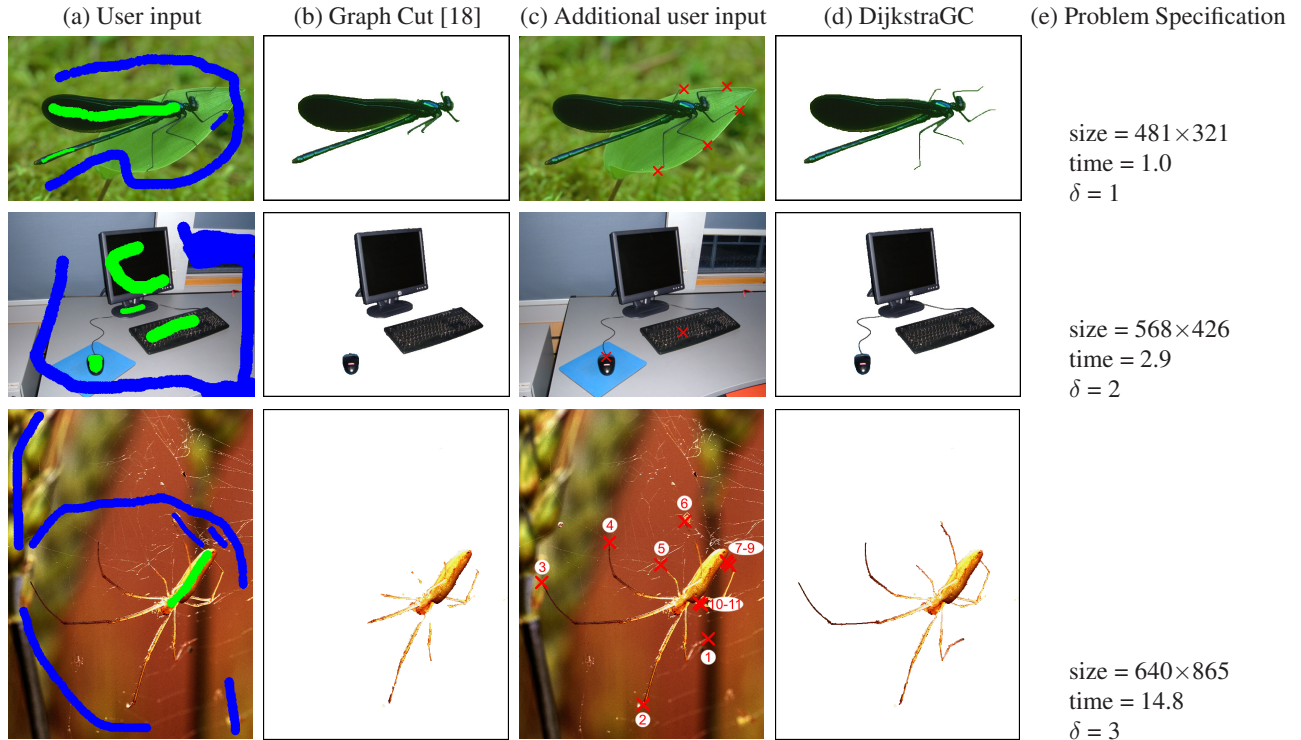 (a) User input
(b) Graph Cut [18]
(c) Additional user input
(d) DijkstraGC
(e) Problem Specification
size = 481×321
time = 1.0
δ = 1
size = 568×426
time = 2.9
δ = 2
6
4
5
7-9
3
10-11
1
2
size = 640×865
time = 14.8
δ = 3